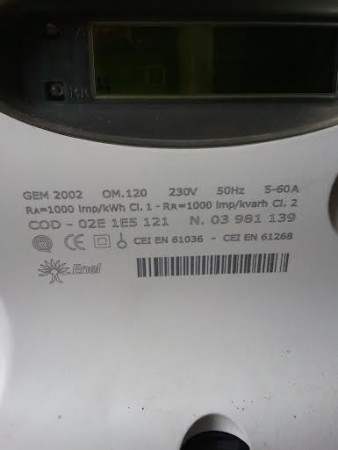 GEM 2002 OM.120 230V 50Hz 5-60A
RA=1000 Imp/kWh Cl. 1 - RR=1000 Imp/kvarh Cl. 2
COD - 02E 1E5 121 N. 03 981 139
CE CEI EN 61036 - CEI EN 61268
Enel